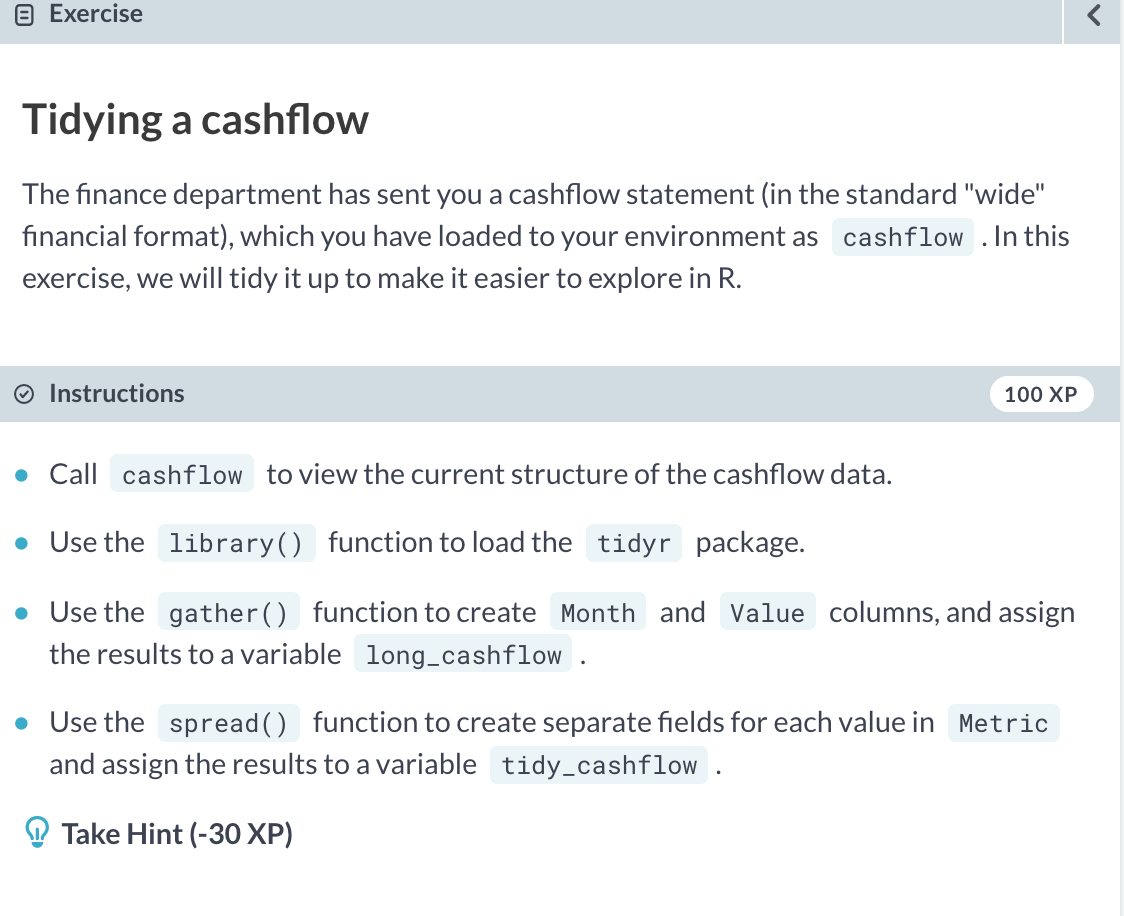 Exercise
Tidying a cashflow
The finance department has sent you a cashflow statement (in the standard "wide"
financial format), which you have loaded to your environment as cashflow . In this
exercise, we will tidy it up to make it easier to explore in R.
Instructions
100 XP
Call cashflow to view the current structure of the cashflow data.
Use the library() function to load the tidyr package.
Use the gather() function to create Month and Value columns, and assign
the results to a variable long_cashflow .
Use the spread() function to create separate fields for each value in Metric
and assign the results to a variable tidy_cashflow .
Take Hint (-30 XP)